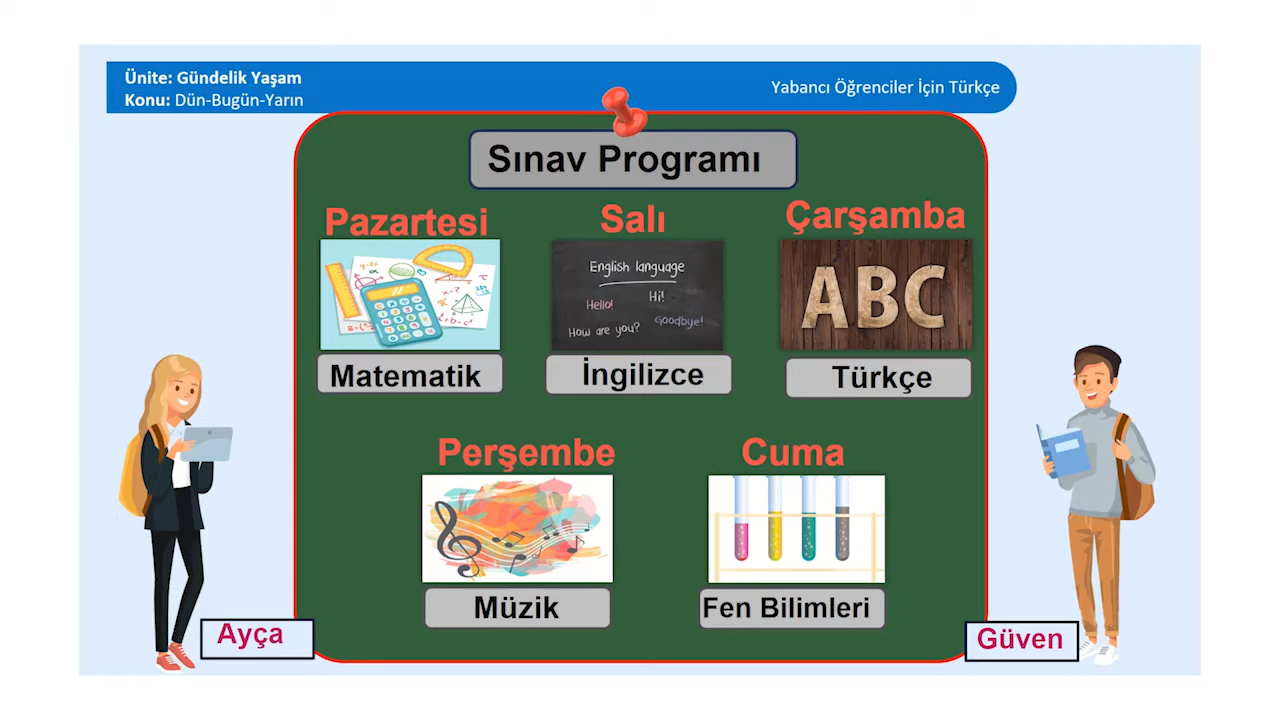 Ünite: Gündelik Yaşam
Konu: Dün-Bugün-Yarın
Yabancı Öğrenciler İçin Türkçe
Sınav Programı
Pazartesi
Salı
Çarşamba
English language
Hello!
Hi!
How are you?
Goodbye!
ABC
Matematik
İngilizce
Türkçe
Perşembe
Cuma
Müzik
Fen Bilimleri
Ayça
Güven